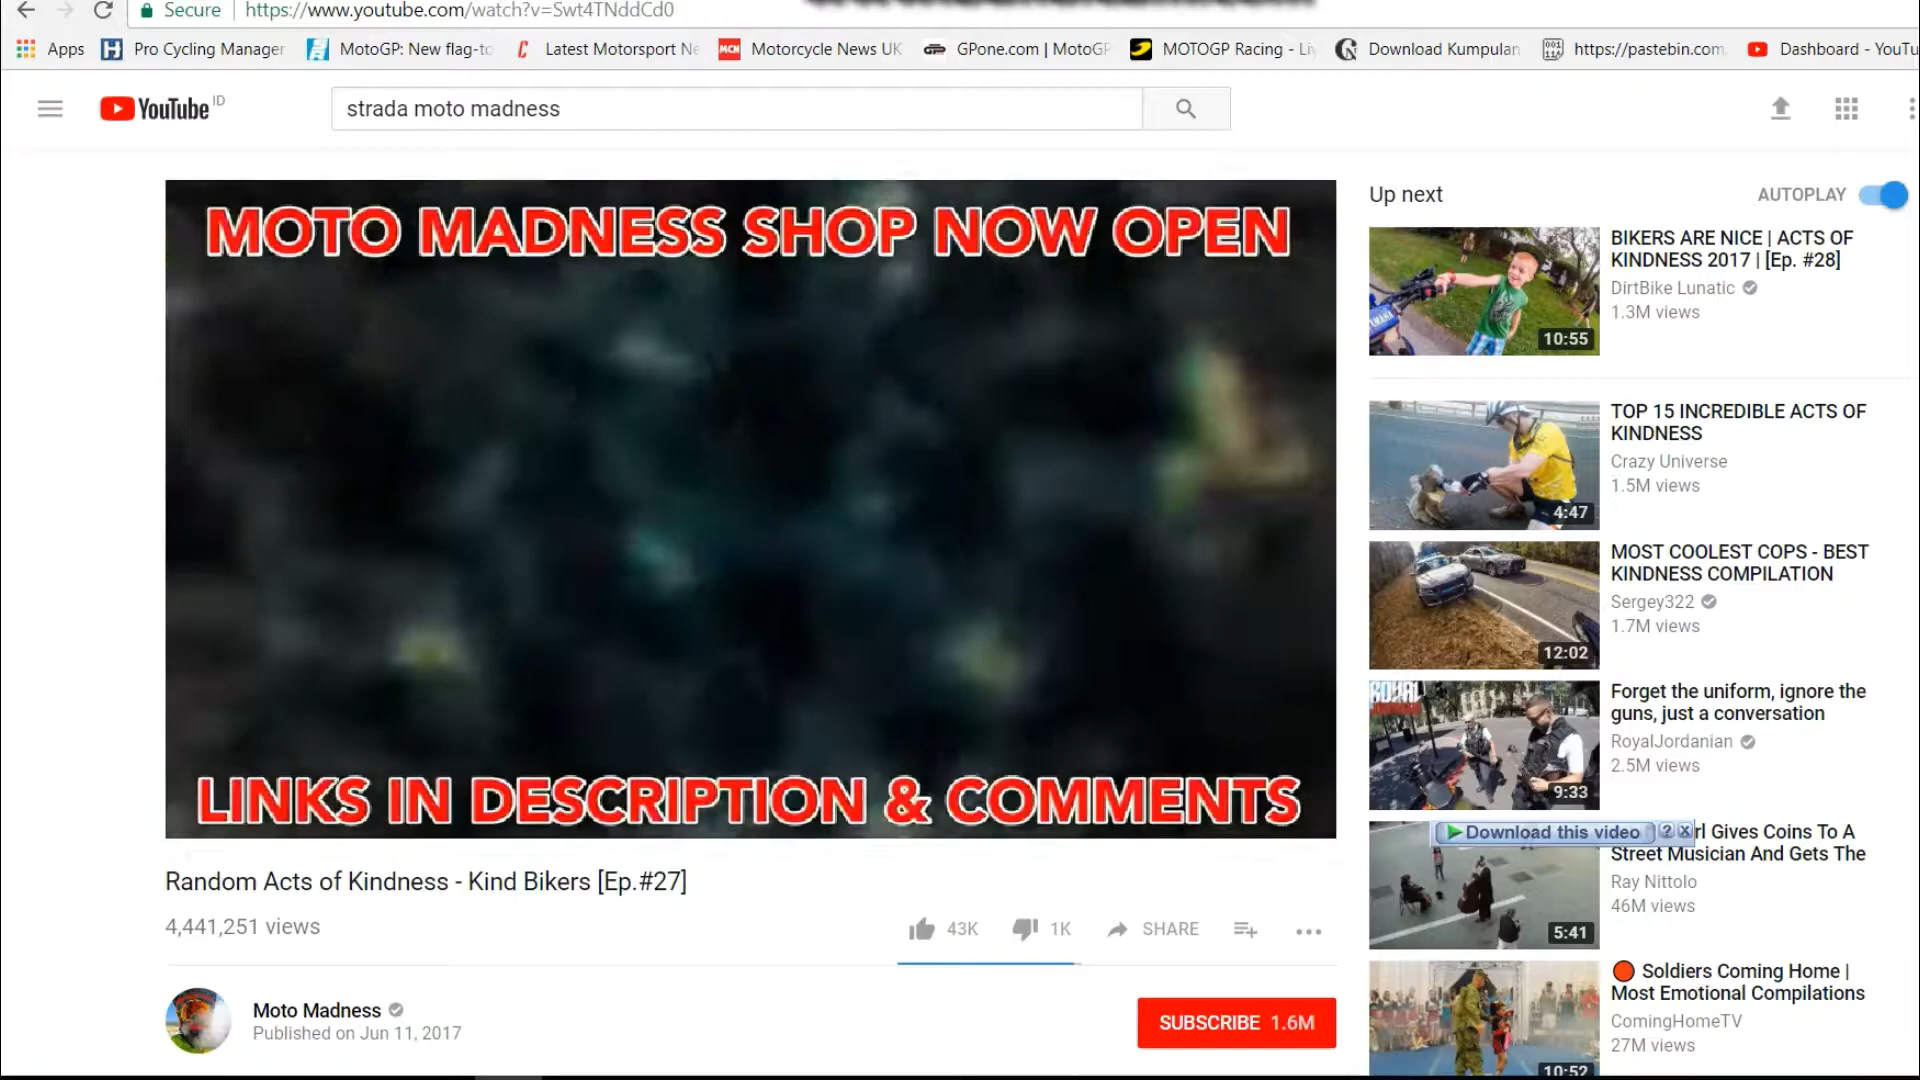 Secure https://www.youtube.com/watch?v=Swt4TNddCd0
Apps Pro Cycling Manager MotoGP: New flag-to Latest Motorsport Ne MCN Motorcycle News UK GPone.com | MotoGP MOTOGP Racing - Li Download Kumpulan https://pastebin.com Dashboard - YouTu
YouTube ID
strada moto madness
MOTO MADNESS SHOP NOW OPEN
LINKS IN DESCRIPTION & COMMENTS
Random Acts of Kindness - Kind Bikers [Ep.#27]
4,441,251 views
43K 1K SHARE
Moto Madness
Published on Jun 11, 2017
SUBSCRIBE 1.6M
Up next AUTOPLAY
BIKERS ARE NICE | ACTS OF
KINDNESS 2017 | [Ep. #28]
DirtBike Lunatic
1.3M views
YAMAHA
10:55
TOP 15 INCREDIBLE ACTS OF
KINDNESS
Crazy Universe
1.5M views
4:47
MOST COOLEST COPS - BEST
KINDNESS COMPILATION
Sergey322
1.7M views
12:02
Forget the uniform, ignore the
guns, just a conversation
RoyalJordanian
2.5M views
ROYAL
9:33
Download this video ?
rl Gives Coins To A
Street Musician And Gets The
Ray Nittolo
46M views
5:41
Soldiers Coming Home |
Most Emotional Compilations
ComingHomeTV
27M views
10:52